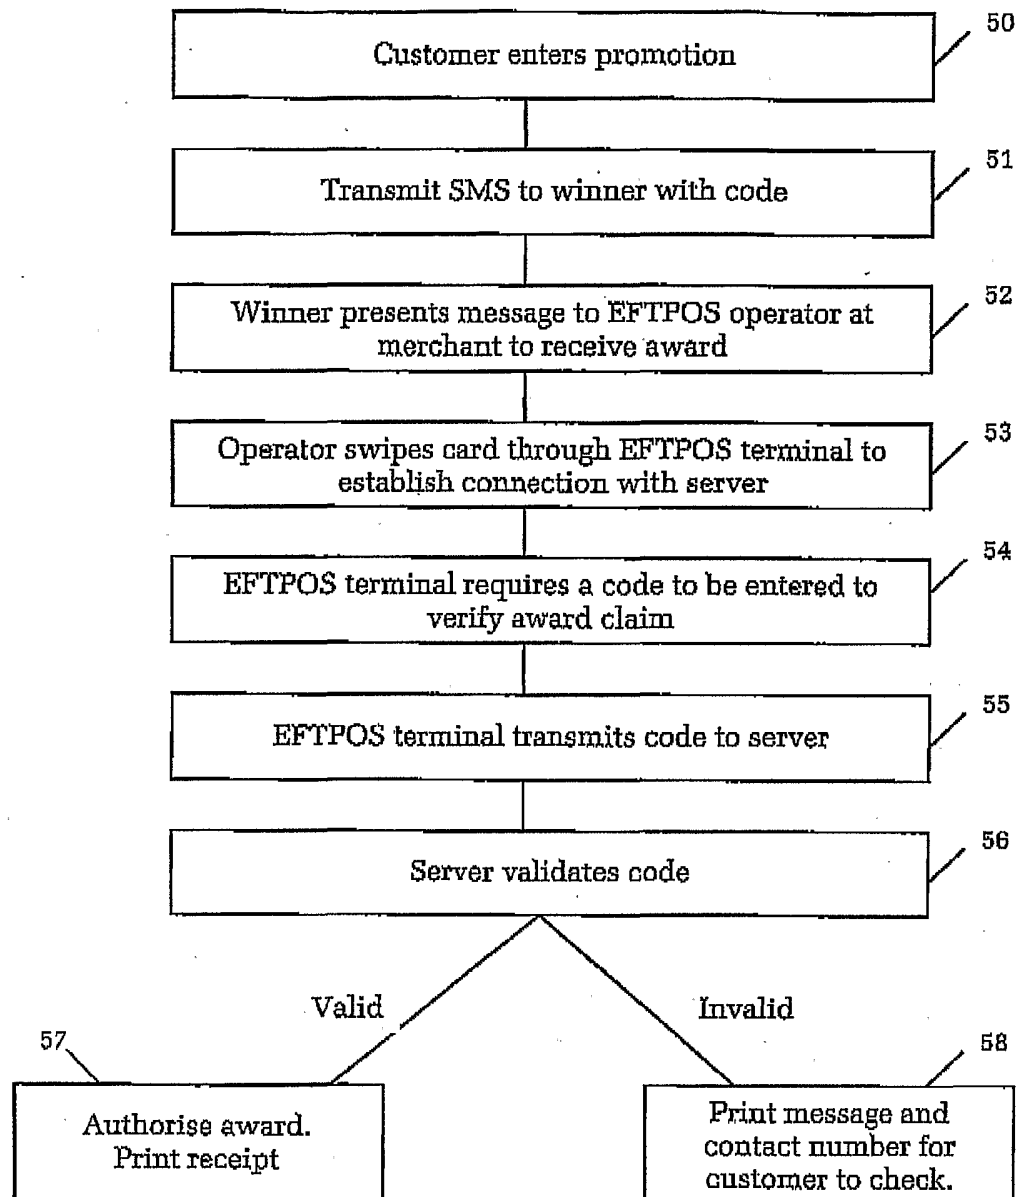 50
Customer enters promotion
51
Transmit SMS to winner with code
52
Winner presents message to EFTPOS operator at
merchant to receive award
53
Operator swipes card through EFTPOS terminal to
establish connection with server
54
EFTPOS terminal requires a code to be entered to
verify award claim
55
EFTPOS terminal transmits code to server
56
Server validates code
Valid
Invalid
57
58
Authorise award.
Print receipt
Print message and
contact number for
customer to check.